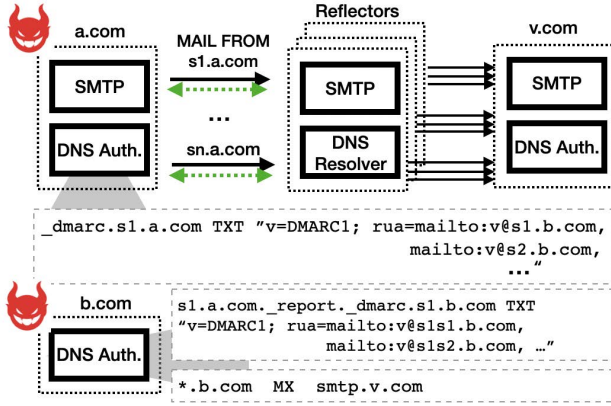 a.com
Reflectors
v.com
MAIL FROM
s1.a.com
SMTP
SMTP
SMTP
...
DNS Auth.
sn.a.com
DNS
Resolver
DNS Auth.
_dmarc.s1.a.com TXT ”v=DMARC1; rua=mailto:v@s1.b.com,
mailto:v@s2.b.com,
...“
b.com
DNS Auth.
s1.a.com._report._dmarc.s1.b.com TXT
“v=DMARC1; rua=mailto:v@s1s1.b.com,
mailto:v@s1s2.b.com, …”
*.b.com MX smtp.v.com